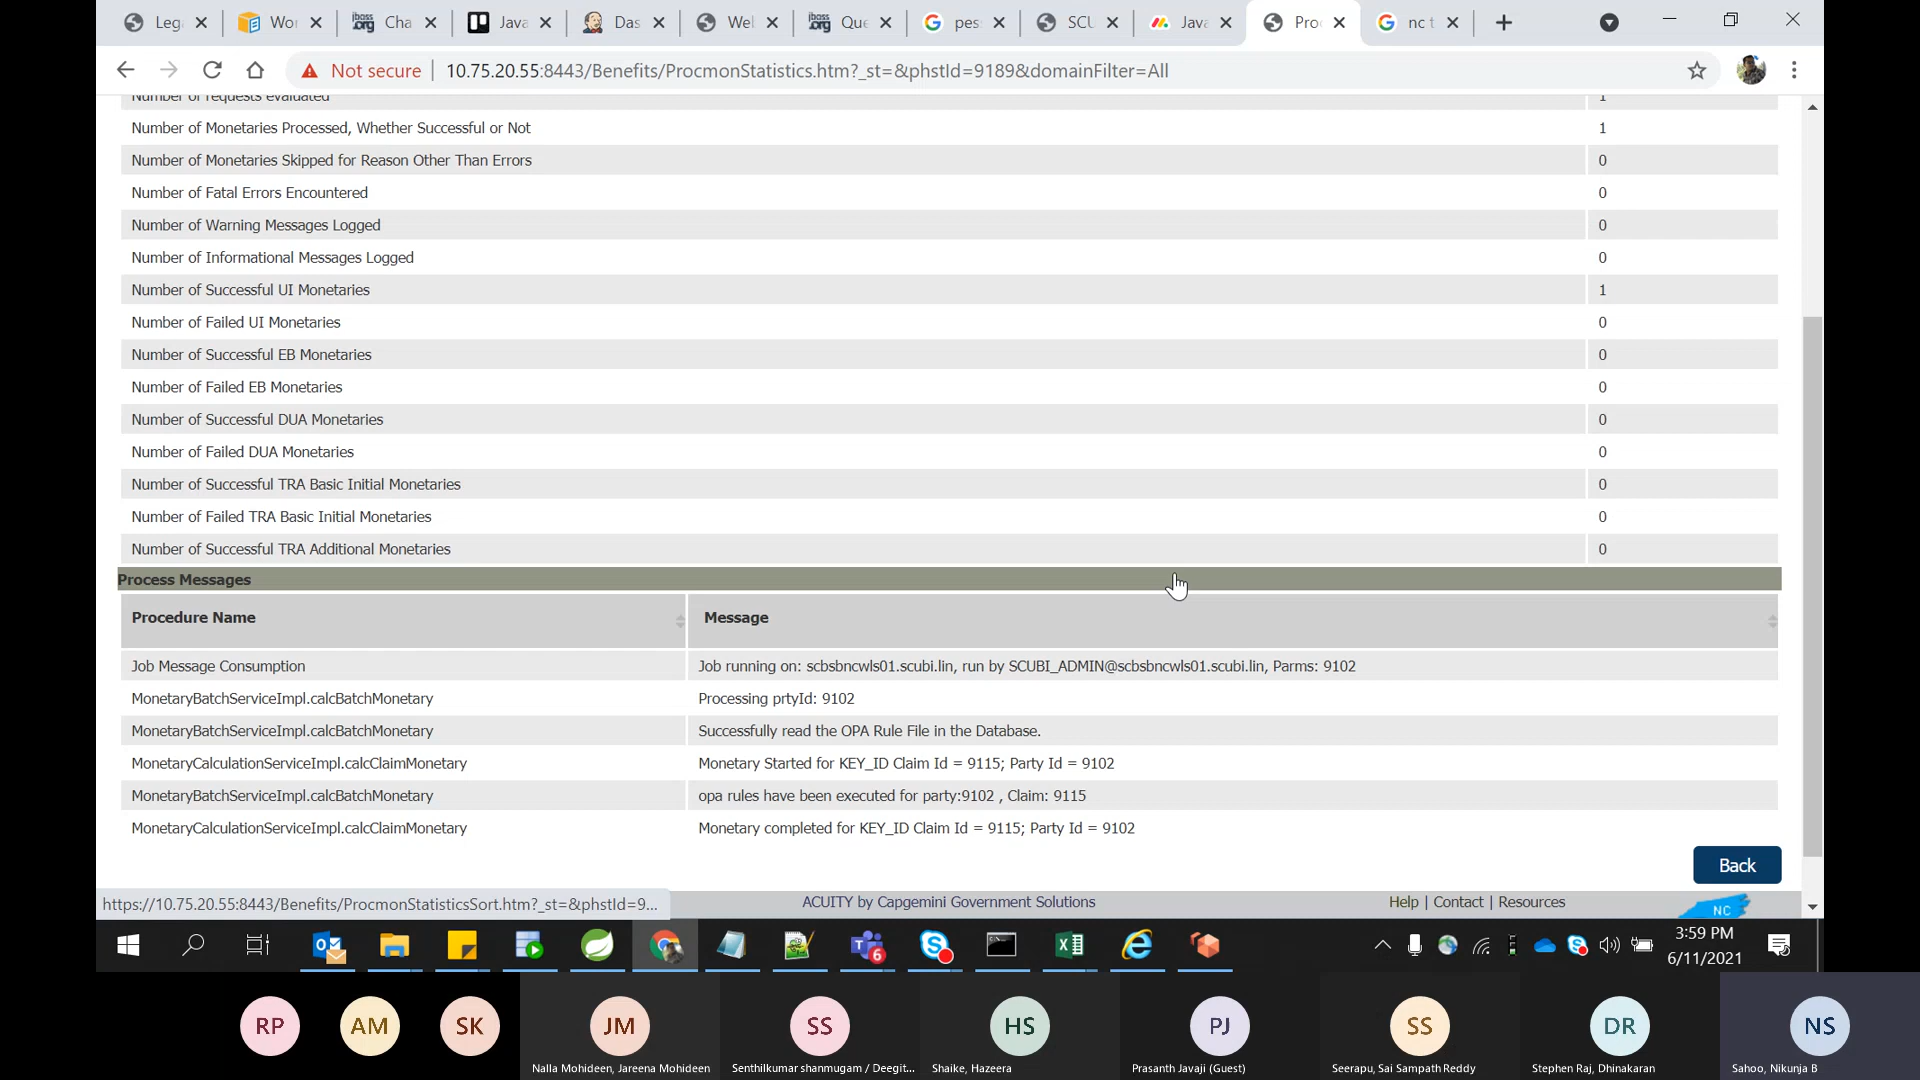 Lega
Wor
Cha
Java
Das
Wel
Que
pes
SCU
Java
Pro
nc t
Not secure
10.75.20.55:8443/Benefits/ProcmonStatistics.htm?_st=&phstId=9189&domainFilter=All
Number of requests evaluated 1
Number of Monetaries Processed, Whether Successful or Not 1
Number of Monetaries Skipped for Reason Other Than Errors 0
Number of Fatal Errors Encountered 0
Number of Warning Messages Logged 0
Number of Informational Messages Logged 0
Number of Successful UI Monetaries 1
Number of Failed UI Monetaries 0
Number of Successful EB Monetaries 0
Number of Failed EB Monetaries 0
Number of Successful DUA Monetaries 0
Number of Failed DUA Monetaries 0
Number of Successful TRA Basic Initial Monetaries 0
Number of Failed TRA Basic Initial Monetaries 0
Number of Successful TRA Additional Monetaries 0
Process Messages
Procedure Name Message
Job Message Consumption Job running on: scbsbncwls01.scubi.lin, run by SCUBI_ADMIN@scbsbncwls01.scubi.lin, Parms: 9102
MonetaryBatchServiceImpl.calcBatchMonetary Processing prtyId: 9102
MonetaryBatchServiceImpl.calcBatchMonetary Successfully read the OPA Rule File in the Database.
MonetaryCalculationServiceImpl.calcClaimMonetary Monetary Started for KEY_ID Claim Id = 9115; Party Id = 9102
MonetaryBatchServiceImpl.calcBatchMonetary opa rules have been executed for party:9102 , Claim: 9115
MonetaryCalculationServiceImpl.calcClaimMonetary Monetary completed for KEY_ID Claim Id = 9115; Party Id = 9102
Back
https://10.75.20.55:8443/Benefits/ProcmonStatisticsSort.htm?_st=&phstId=9...
ACUITY by Capgemini Government Solutions
Help | Contact | Resources
NC
6
3:59 PM
6/11/2021
RP
AM
SK
JM
SS
HS
PJ
SS
DR
NS
Nalla Mohideen, Jareena Mohideen
Senthilkumar shanmugam / Deegit...
Shaike, Hazeera
Prasanth Javaji (Guest)
Seerapu, Sai Sampath Reddy
Stephen Raj, Dhinakaran
Sahoo, Nikunja B